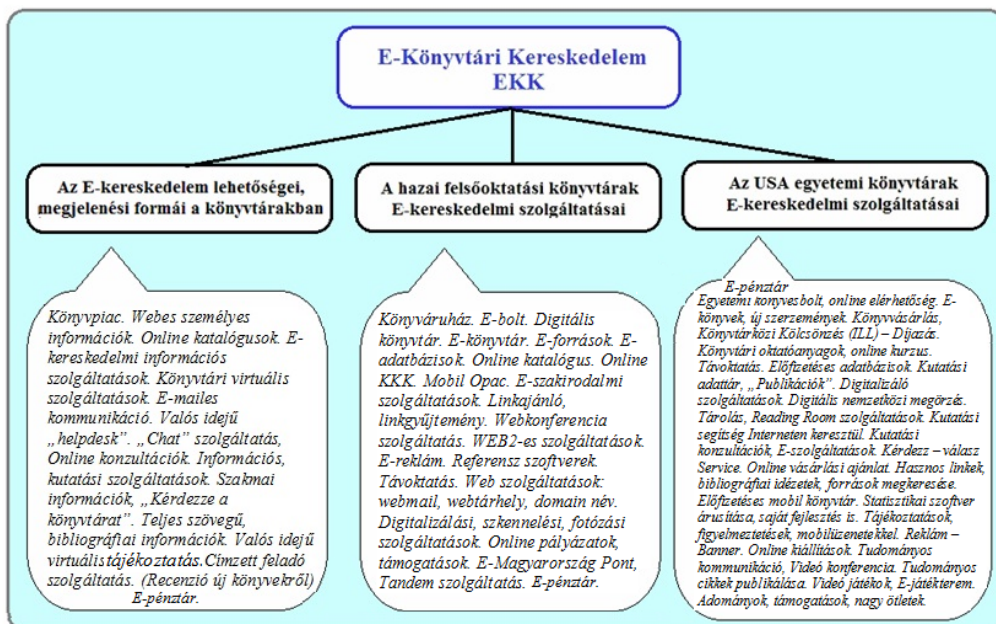 E-Könyvtári Kereskedelem
EKK
Az E-kereskedelem lehetőségei,
megjelenési formái a könyvtárakban
A hazai felsőoktatási könyvtárak
E-kereskedelmi szolgáltatásai
Az USA egyetemi könyvtárak
E-kereskedelmi szolgáltatásai
Könyvpiac. Webes személyes
információk. Online katalógusok. E-
kereskedelmi információs
szolgáltatások. Könyvtári virtuális
szolgáltatások. E-mailes
kommunikáció. Valós idejű
„helpdesk”. „Chat” szolgáltatás,
Online konzultációk. Információs,
kutatási szolgáltatások. Szakmai
információk, „Kérdezze a
könyvtárat”. Teljes szövegű,
bibliográfiai információk. Valós idejű
virtuálistájékoztatás.Címzett feladó
szolgáltatás. (Recenzió új könyvekről)
E-pénztár.
Könyváruház. E-bolt. Digitális
könyvtár. E-könyvtár. E-források. E-
adatbázisok. Online katalógus. Online
KKK. Mobil Opac. E-szakirodalmi
szolgáltatások. Linkajánló,
linkgyűjtemény. Webkonferencia
szolgáltatás. WEB2-es szolgáltatások.
E-reklám. Referensz szoftverek.
Távoktatás. Web szolgáltatások:
webmail, webtárhely, domain név.
Digitalizálási, szkennelési, fotózási
szolgáltatások. Online pályázatok,
támogatások. E-Magyarország Pont,
Tandem szolgáltatás. E-pénztár.
E-pénztár
Egyetemi könyvesbolt, online elérhetőség. E-
könyvek, új szerzemények. Könyvvásárlás,
Könyvtárközi Kölcsönzés (ILL) – Díjazás.
Könyvtári oktatóanyagok, online kurzus.
Távoktatás. Előfizetéses adatbázisok. Kutatási
adattár, „Publikációk”. Digitalizáló
szolgáltatások. Digitális nemzetközi megőrzés.
Tárolás, Reading Room szolgáltatások. Kutatási
segítség Interneten keresztül. Kutatási
konzultációk, E-szolgáltatások. Kérdezz – válasz
Service. Online vásárlási ajánlat. Hasznos linkek,
bibliográfiai idézetek, források megkeresése.
Előfizetéses mobil könyvtár. Statisztikai szoftver
árusítása, saját fejlesztés is. Tájékoztatások,
figyelmeztetések, mobilüzenetekkel. Reklám –
Banner. Online kiállítások. Tudományos
kommunikáció, Videó konferencia. Tudományos
cikkek publikálása. Videó játékok, E-játékterem.
Adományok, támogatások, nagy ötletek.